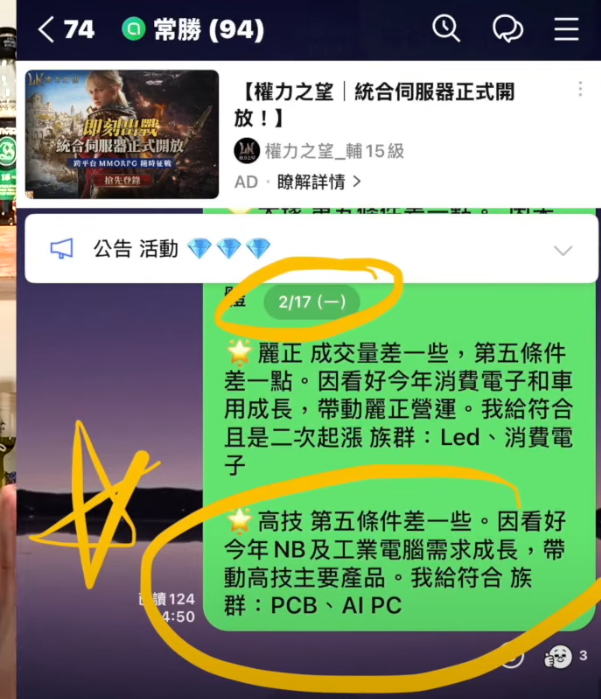 74
常勝 (94)
即刻出戰
統合伺服器正式開放
跨平台 MMORPG 隨時征戰
搶先登錄
【權力之望｜統合伺服器正式開
放！】
權力之望_輔15級
AD · 瞭解詳情
公告 活動 💎💎💎
2/17 (一)
🌟麗正 成交量差一些，第五條件
差一點。因看好今年消費電子和車
用成長，帶動麗正營運。我給符合
且是二次起漲 族群：Led、消費電
子
🌟高技 第五條件差一些。因看好
今年NB及工業電腦需求成長，帶
動高技主要產品。我給符合 族
群：PCB、AI PC
讀124
4:50
3